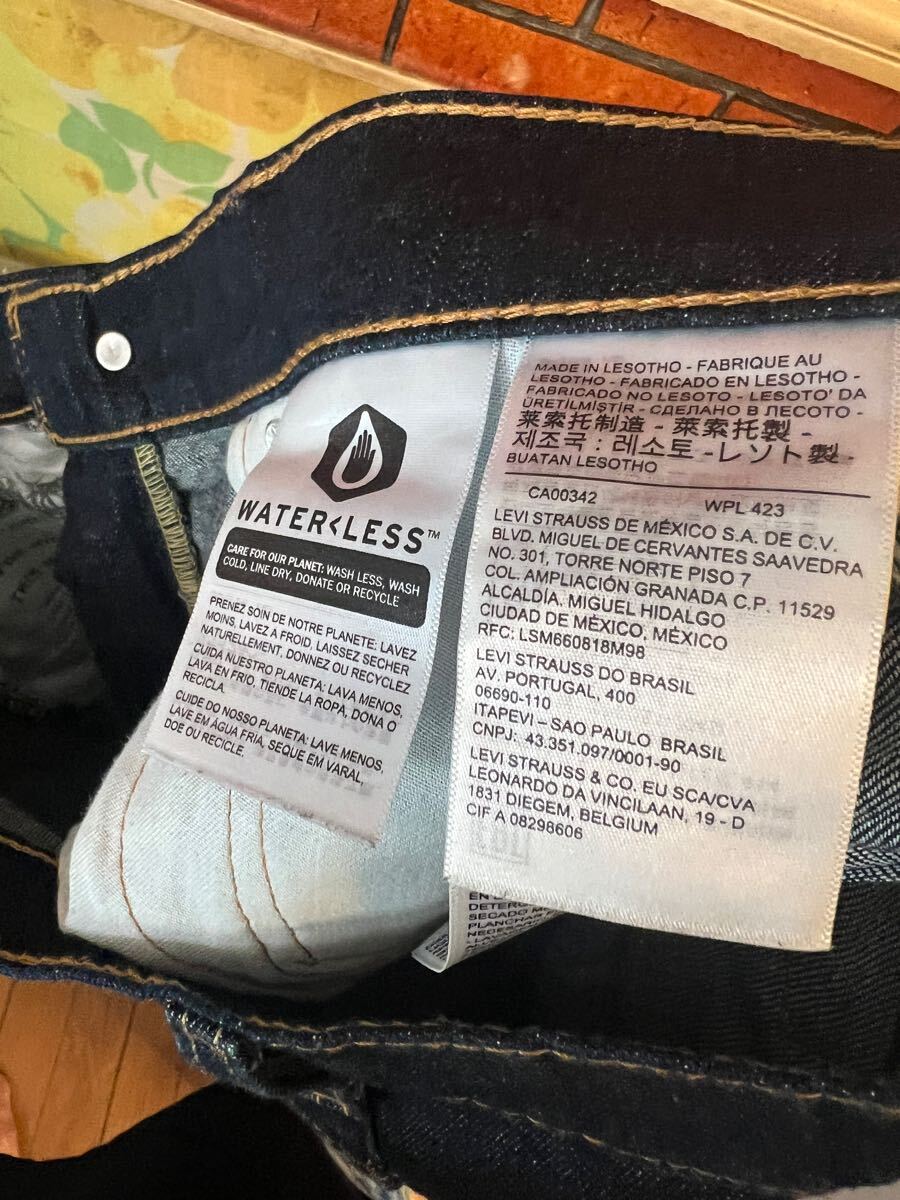 WATER<LESS™
CARE FOR OUR PLANET: WASH LESS, WASH
COLD, LINE DRY, DONATE OR RECYCLE
PRENEZ SOIN DE NOTRE PLANETE: LAVEZ
MOINS, LAVEZ A FROID, LAISSEZ SECHER
NATURELLEMENT. DONNEZ OU RECYCLEZ
CUIDA NUESTRO PLANETA: LAVA MENOS,
LAVA EN FRIO, TIENDE LA ROPA, DONA O
RECICLA.
CUIDE DO NOSSO PLANETA: LAVE MENOS,
LAVE EM ÁGUA FRIA, SEQUE EM VARAL,
DOE OU RECICLE.
MADE IN LESOTHO - FABRIQUE AU
LESOTHO - FABRICADO EN LESOTHO -
FABRICADO NO LESOTO - LESOTO' DA
ÜRETILMIŞTIR - СДЕЛАНО В ЛЕСОТО -
莱索托制造 - 萊索托製 -
제조국 : 레소토 -レソト製 -
BUATAN LESOTHO
CA00342 WPL 423
LEVI STRAUSS DE MÉXICO S.A. DE C.V.
BLVD. MIGUEL DE CERVANTES SAAVEDRA
NO. 301, TORRE NORTE PISO 7
COL. AMPLIACIÓN GRANADA C.P. 11529
ALCALDÍA. MIGUEL HIDALGO
CIUDAD DE MÉXICO, MÉXICO
RFC: LSM660818M98
LEVI STRAUSS DO BRASIL
AV. PORTUGAL, 400
06690-110
ITAPEVI – SAO PAULO BRASIL
CNPJ: 43.351.097/0001-90
LEVI STRAUSS & CO. EU SCA/CVA
LEONARDO DA VINCILAAN, 19 - D
1831 DIEGEM, BELGIUM
CIF A 08298606
DETER
SECADO
PLANCHAR